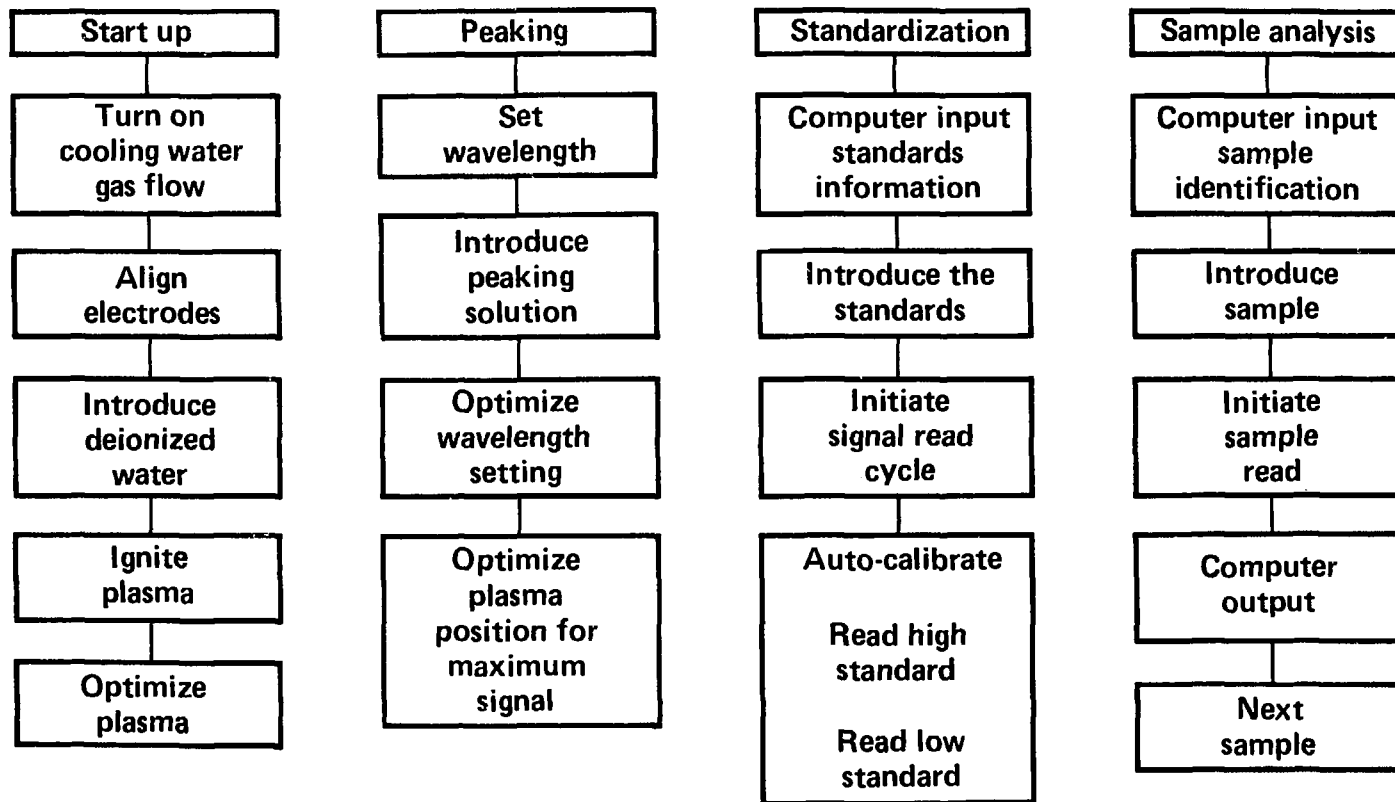 Start up
Turn on
cooling water
gas flow
Align
electrodes
Introduce
deionized
water
Ignite
plasma
Optimize
plasma
Peaking
Set
wavelength
Introduce
peaking
solution
Optimize
wavelength
setting
Optimize
plasma
position for
maximum
signal
Standardization
Computer input
standards
information
Introduce the
standards
Initiate
signal read
cycle
Auto-calibrate
Read high
standard
Read low
standard
Sample analysis
Computer input
sample
identification
Introduce
sample
Initiate
sample
read
Computer
output
Next
sample